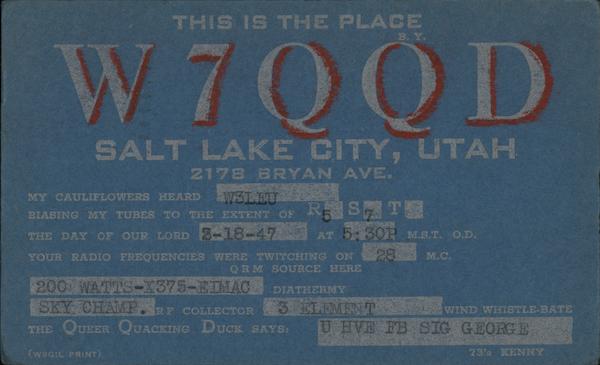 THIS IS THE PLACE
B.Y.
W7QQD
SALT LAKE CITY, UTAH
2178 BRYAN AVE.
MY CAULIFLOWERS HEARD W3LEU
BIASING MY TUBES TO THE EXTENT OF R 5 S 7 T
THE DAY OF OUR LORD 3-18-47 AT 5:30P M.S.T. O.D.
YOUR RADIO FREQUENCIES WERE TWITCHING ON 28 M.C.
QRM SOURCE HERE
200 WATTS-X375-EIMAC DIATHERMY
SKY CHAMP. RF COLLECTOR 3 ELEMENT WIND WHISTLE-BATE
THE QUEER QUACKING DUCK SAYS: U HVE FB SIG GEORGE
(W9GIL PRINT) 73's KENNY